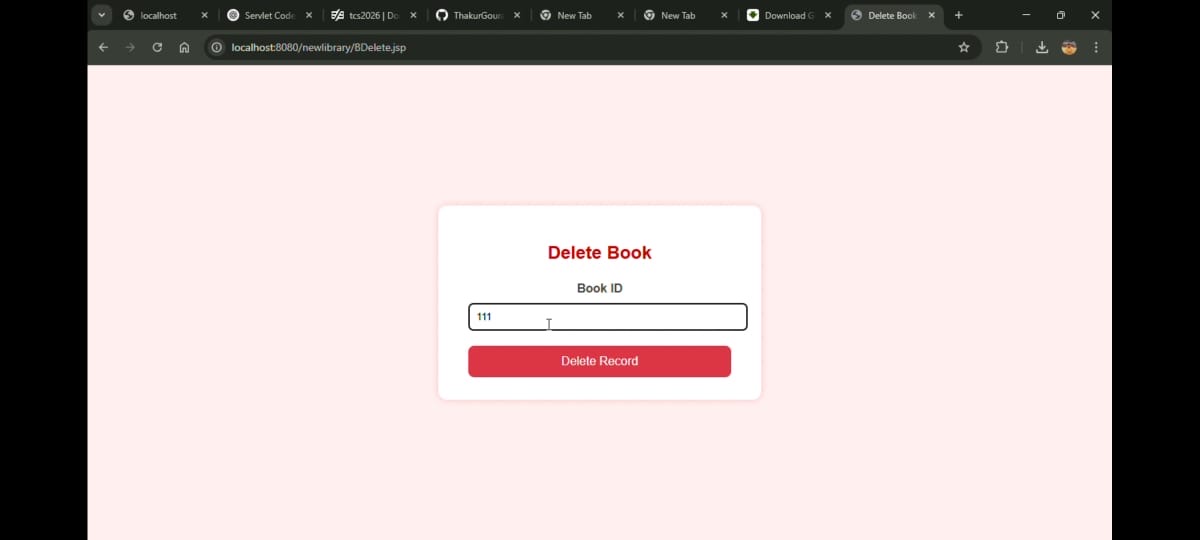 localhost
Servlet Code
tcs2026 | Do
ThakurGour
New Tab
New Tab
Download G
Delete Book
localhost:8080/newlibrary/BDelete.jsp
Delete Book
Book ID
111
Delete Record